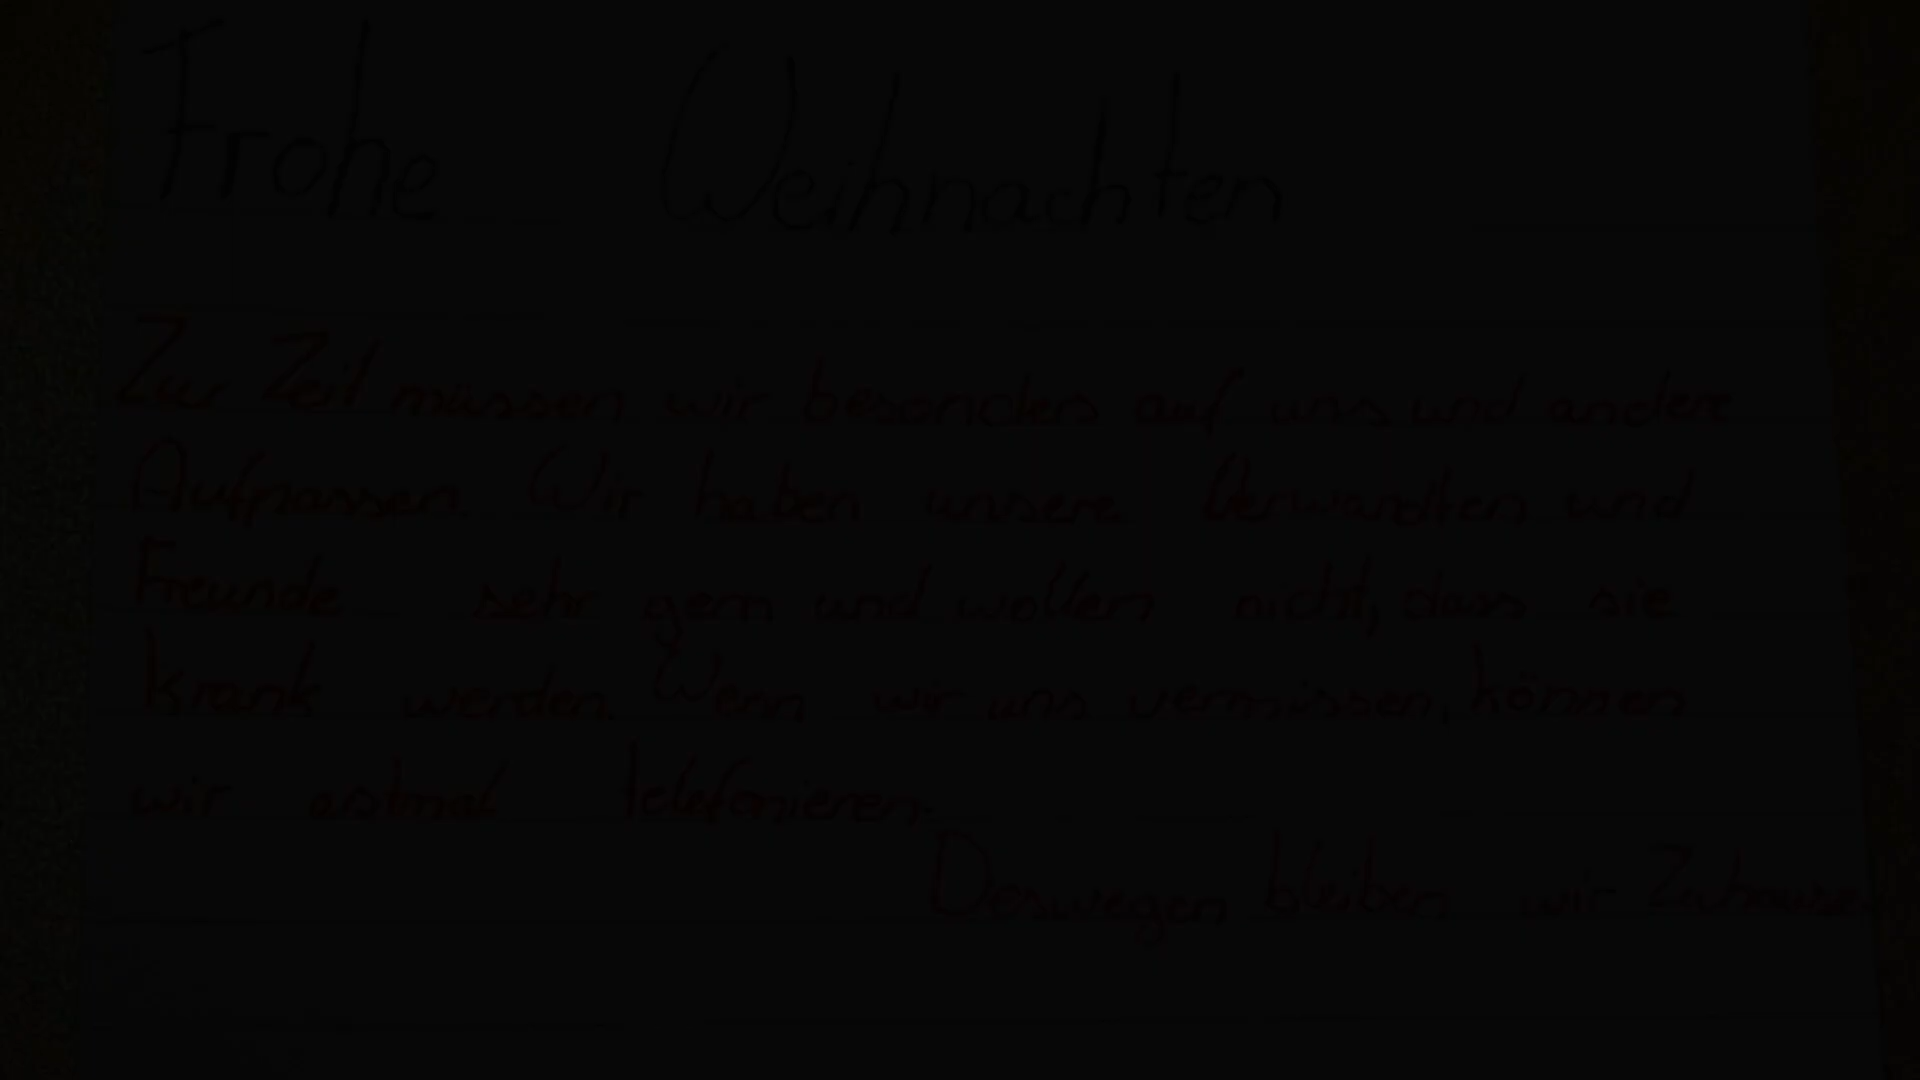 Frohe Weihnachten
Zur Zeit müssen wir besonders auf uns und andere
Aufpassen. Wir haben unsere Verwandten und
Freunde sehr gern und wollen nicht, dass sie
krank werden. Wenn wir uns vermissen, können
wir erstmal telefonieren.
Deswegen bleiben wir Zuhause.